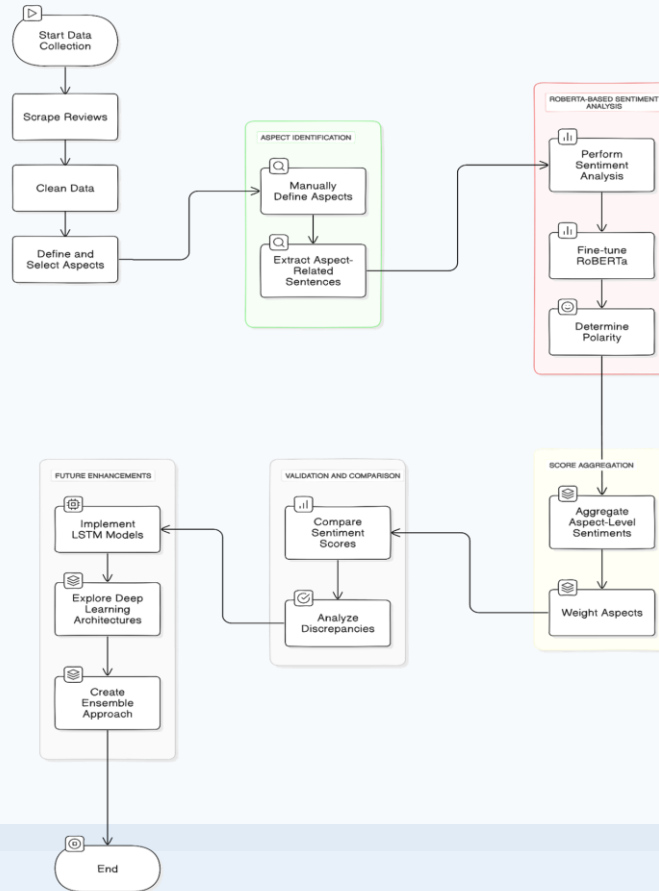 Start Data
Collection
Scrape Reviews
Clean Data
Define and
Select Aspects
ASPECT IDENTIFICATION
Manually
Define Aspects
Extract Aspect-
Related
Sentences
ROBERTA-BASED SENTIMENT
ANALYSIS
Perform
Sentiment
Analysis
Fine-tune
RoBERTa
Determine
Polarity
SCORE AGGREGATION
Aggregate
Aspect-Level
Sentiments
Weight Aspects
VALIDATION AND COMPARISON
Compare
Sentiment
Scores
Analyze
Discrepancies
FUTURE ENHANCEMENTS
Implement
LSTM Models
Explore Deep
Learning
Architectures
Create
Ensemble
Approach
End